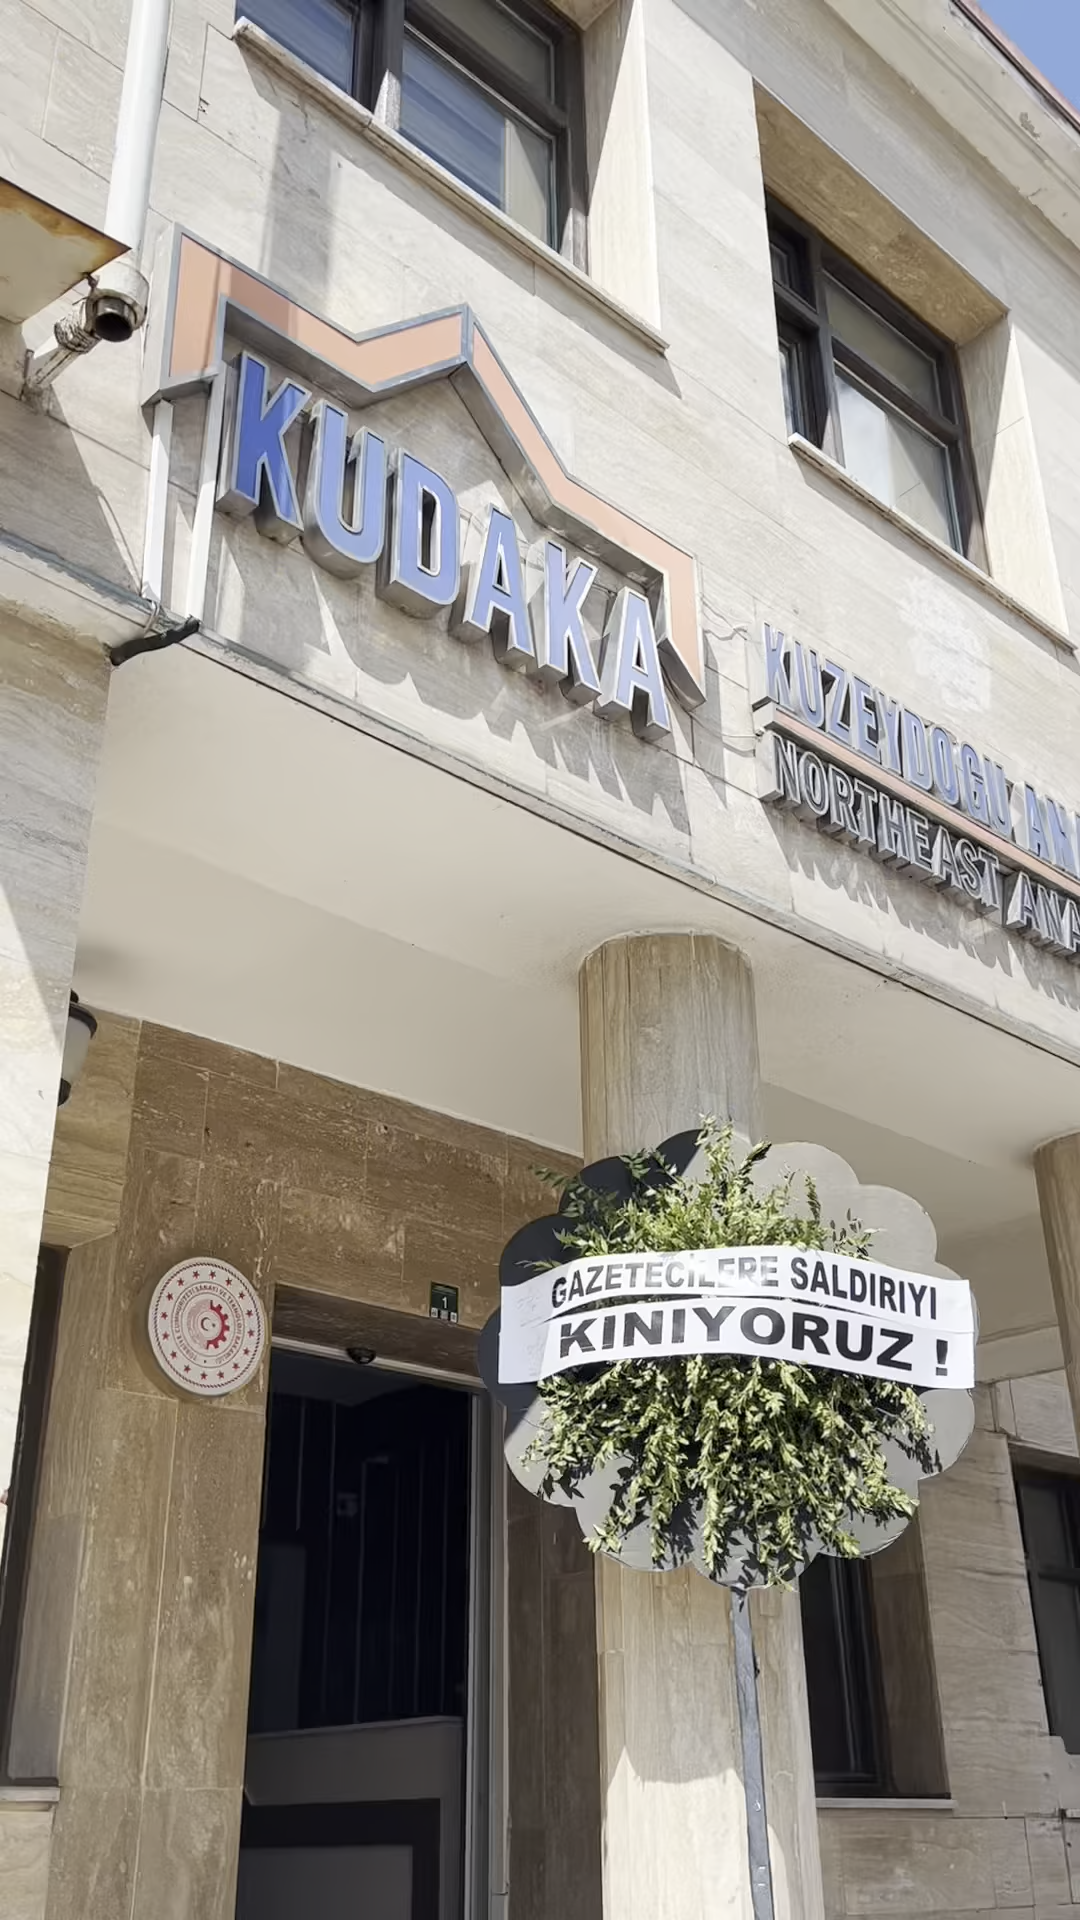 KUDAKA
KUZEYDOĞU
NORTHEAST
1
GAZETECİLERE SALDIRIYI
KINIYORUZ !